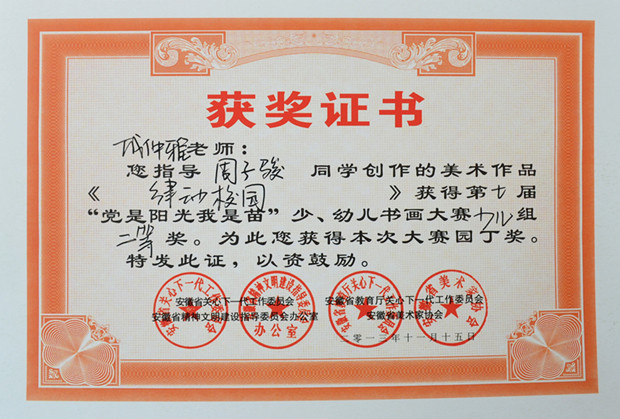 获奖证书
仲雅老师：
您指导 周子骏 同学创作的美术作品
《 律动校园 》获得第七届
“党是阳光我是苗”少、幼儿书画大赛少儿组
二等奖。为此您获得本次大赛园丁奖。
特发此证，以资鼓励。
安徽省关心下一代工作委员会 安徽省教育厅关心下一代工作委员会
安徽省精神文明建设指导委员会办公室 安徽省美术家协会
二〇一三年十一月十五日